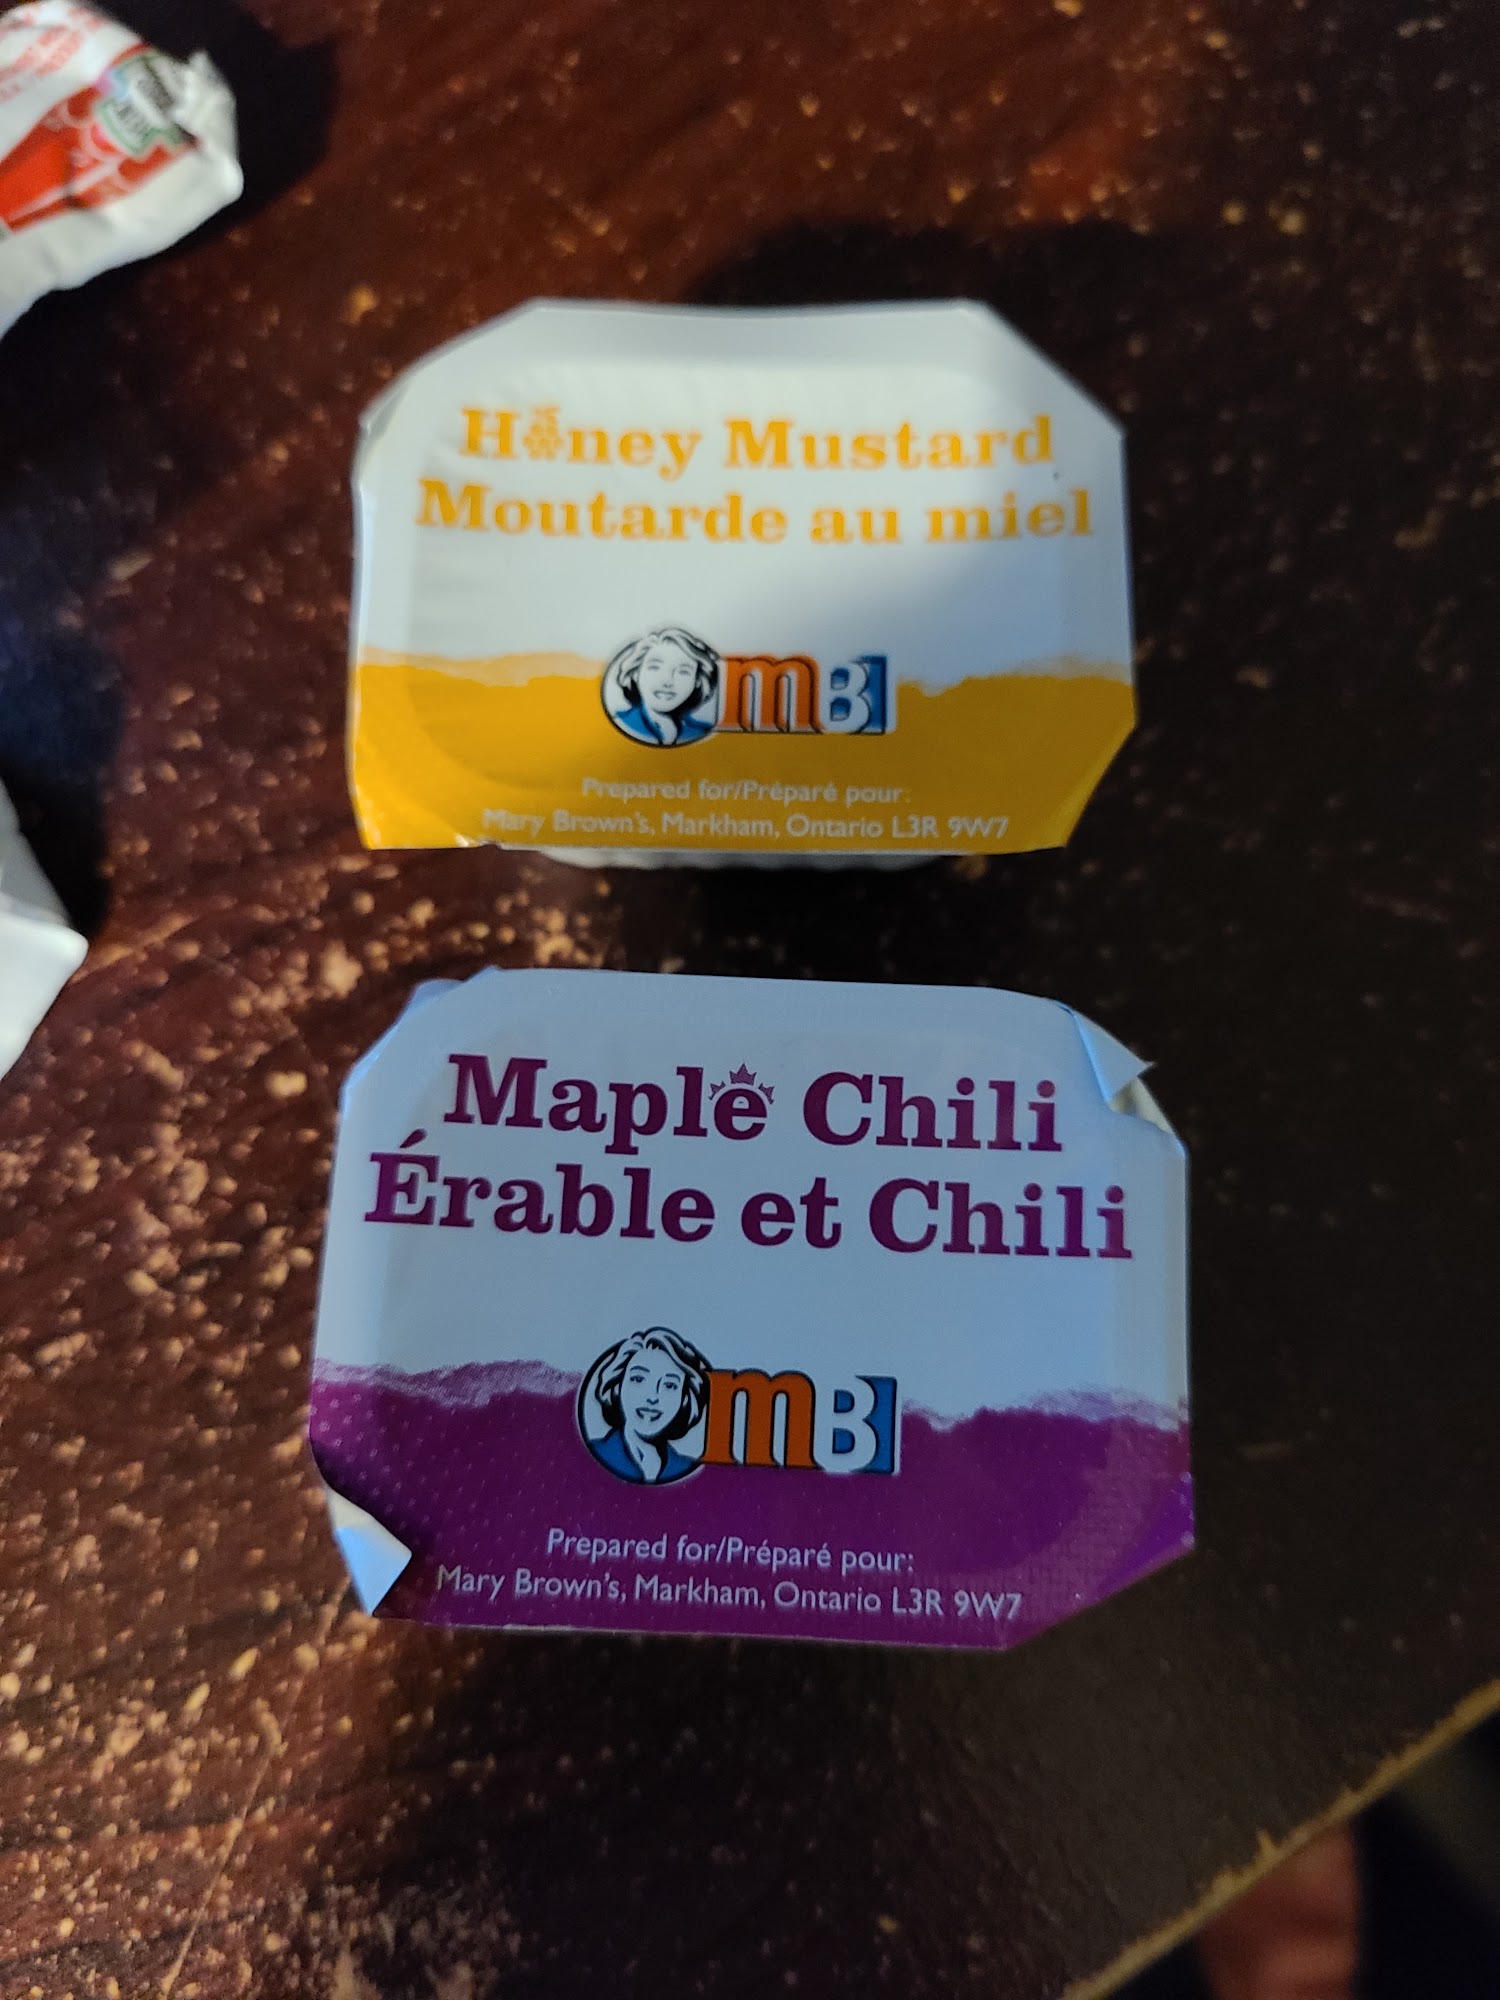 Honey Mustard
Moutarde au miel
mB
Prepared for/Préparé pour:
Mary Brown's, Markham, Ontario L3R 9W7
Maple Chili
Érable et Chili
mB
Prepared for/Préparé pour:
Mary Brown's, Markham, Ontario L3R 9W7